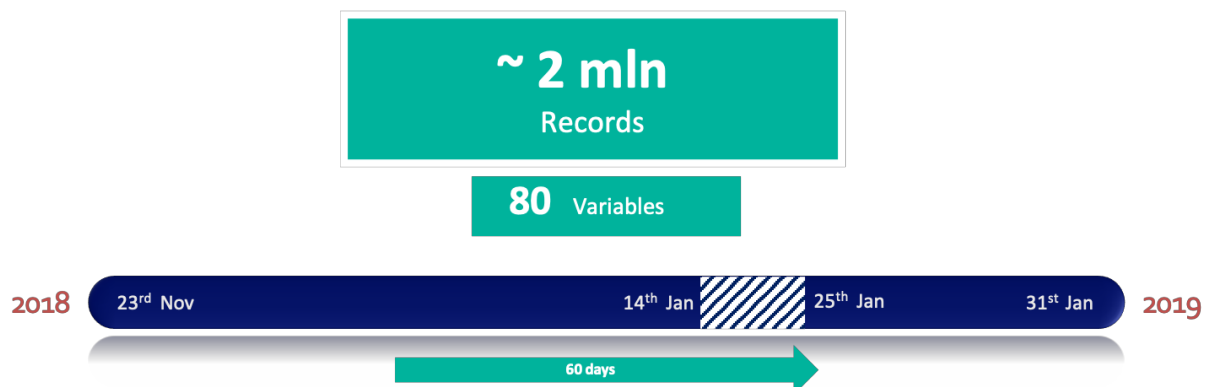 ~ 2 mln
Records
80 Variables
2018 23rd Nov 14th Jan 25th Jan 31st Jan 2019
60 days